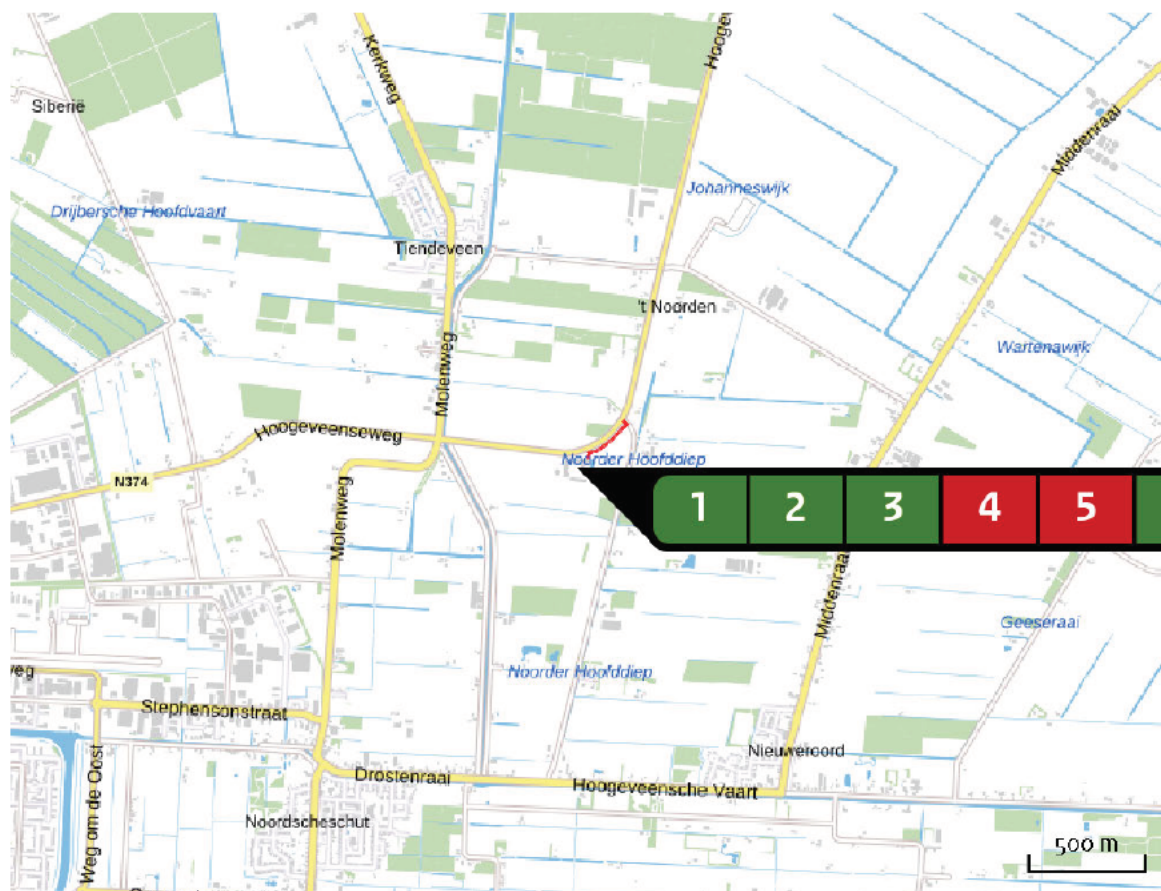 Kerkweg
Hoogev
Siberië
Middenraai
Johanneswijk
Drijbersche Hoofdvaart
Tiendeveen
't Noorden
Wartenawijk
Molenweg
Hoogeveenseweg
Noorder Hoofddiep
N374
1 2 3 4 5
Molenweg
Middenraai
Geeseraai
Noorder Hoofddiep
weg
Stephensonstraat
Nieuweroord
Weg om de Oost
Drostenraai
Hoogeveensche Vaart
Noordscheschut
500 m